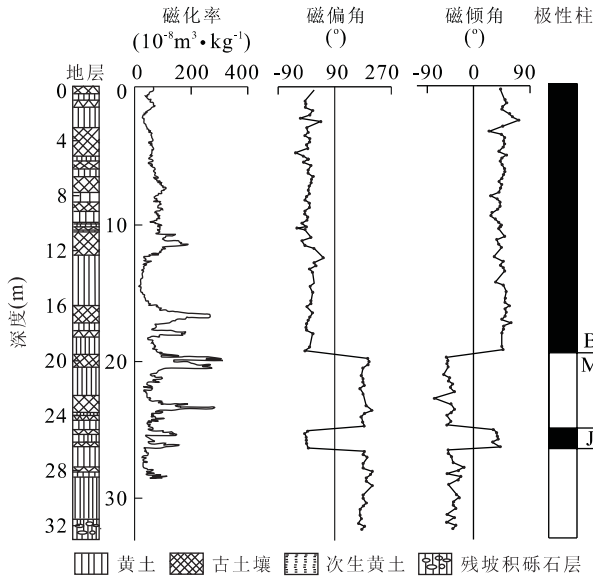 磁化率 磁偏角 磁倾角 极性柱
(10-8m3•kg-1) (°) (°)
地层 0 200 400 -90 90 270 -90 0 90
0 0
4
8
10
12
16
B
20 20 M
24
J
28
30
32
深度(m)
黄土 古土壤 次生黄土 残坡积砾石层